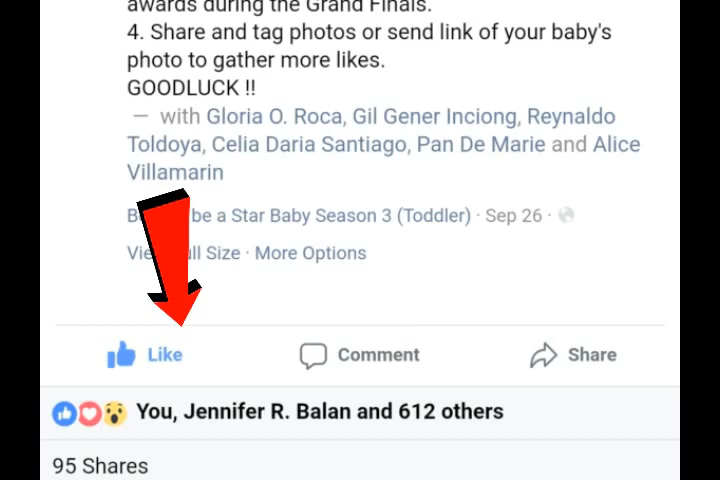 awards during the Grand Finals.
4. Share and tag photos or send link of your baby's
photo to gather more likes.
GOODLUCK !!
— with Gloria O. Roca, Gil Gener Inciong, Reynaldo
Toldoya, Celia Daria Santiago, Pan De Marie and Alice
Villamarin
be a Star Baby Season 3 (Toddler) · Sep 26 ·
Size · More Options
Like Comment Share
You, Jennifer R. Balan and 612 others
95 Shares